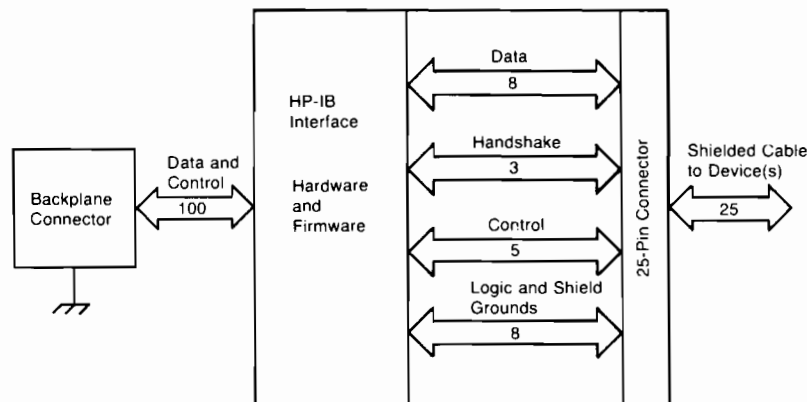 Backplane
Connector
Data and
Control
100
HP-IB
Interface
Hardware
and
Firmware
Data
8
Handshake
3
Control
5
Logic and Shield
Grounds
8
25-Pin Connector
Shielded Cable
to Device(s)
25